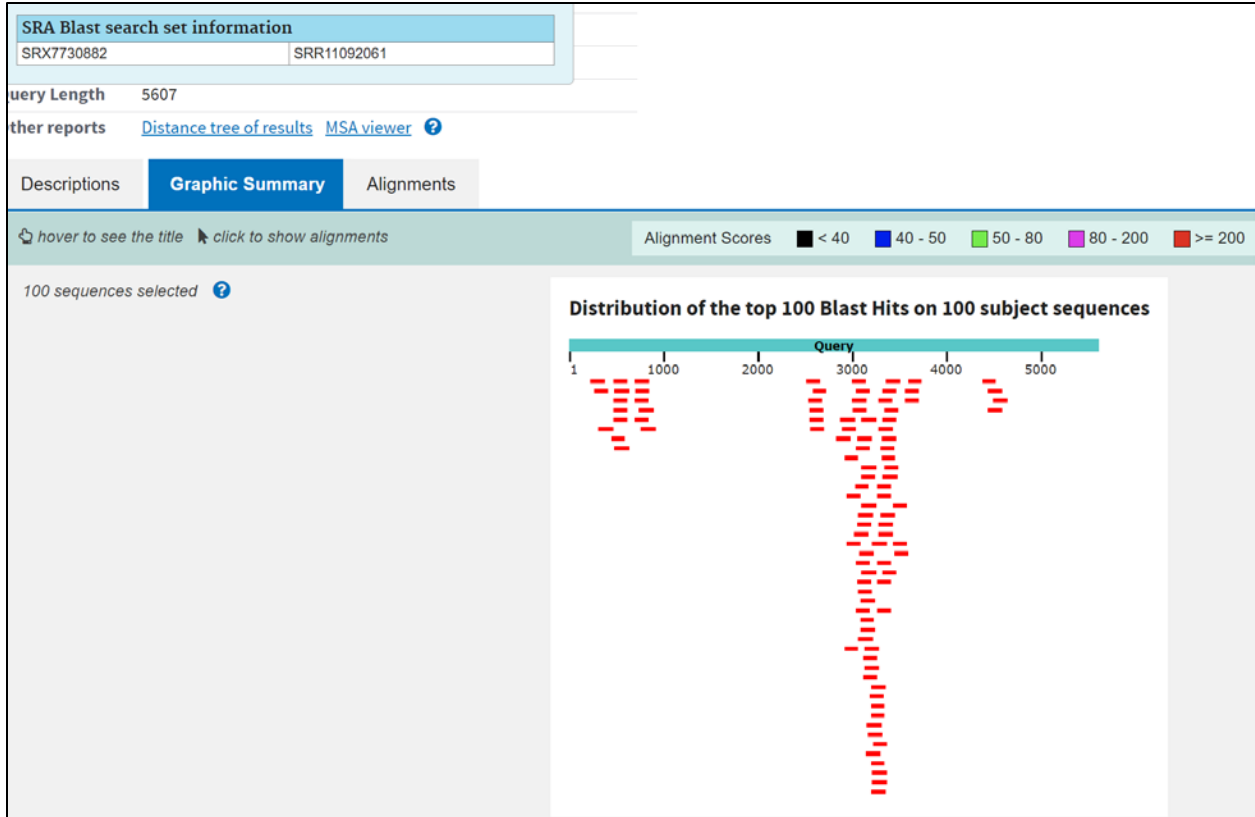 SRA Blast search set information
SRX7730882 SRR11092061
uery Length 5607
ther reports Distance tree of results MSA viewer ?
Descriptions Graphic Summary Alignments
hover to see the title click to show alignments Alignment Scores < 40 40 - 50 50 - 80 80 - 200 >= 200
100 sequences selected ?
Distribution of the top 100 Blast Hits on 100 subject sequences
Query
1 1000 2000 3000 4000 5000